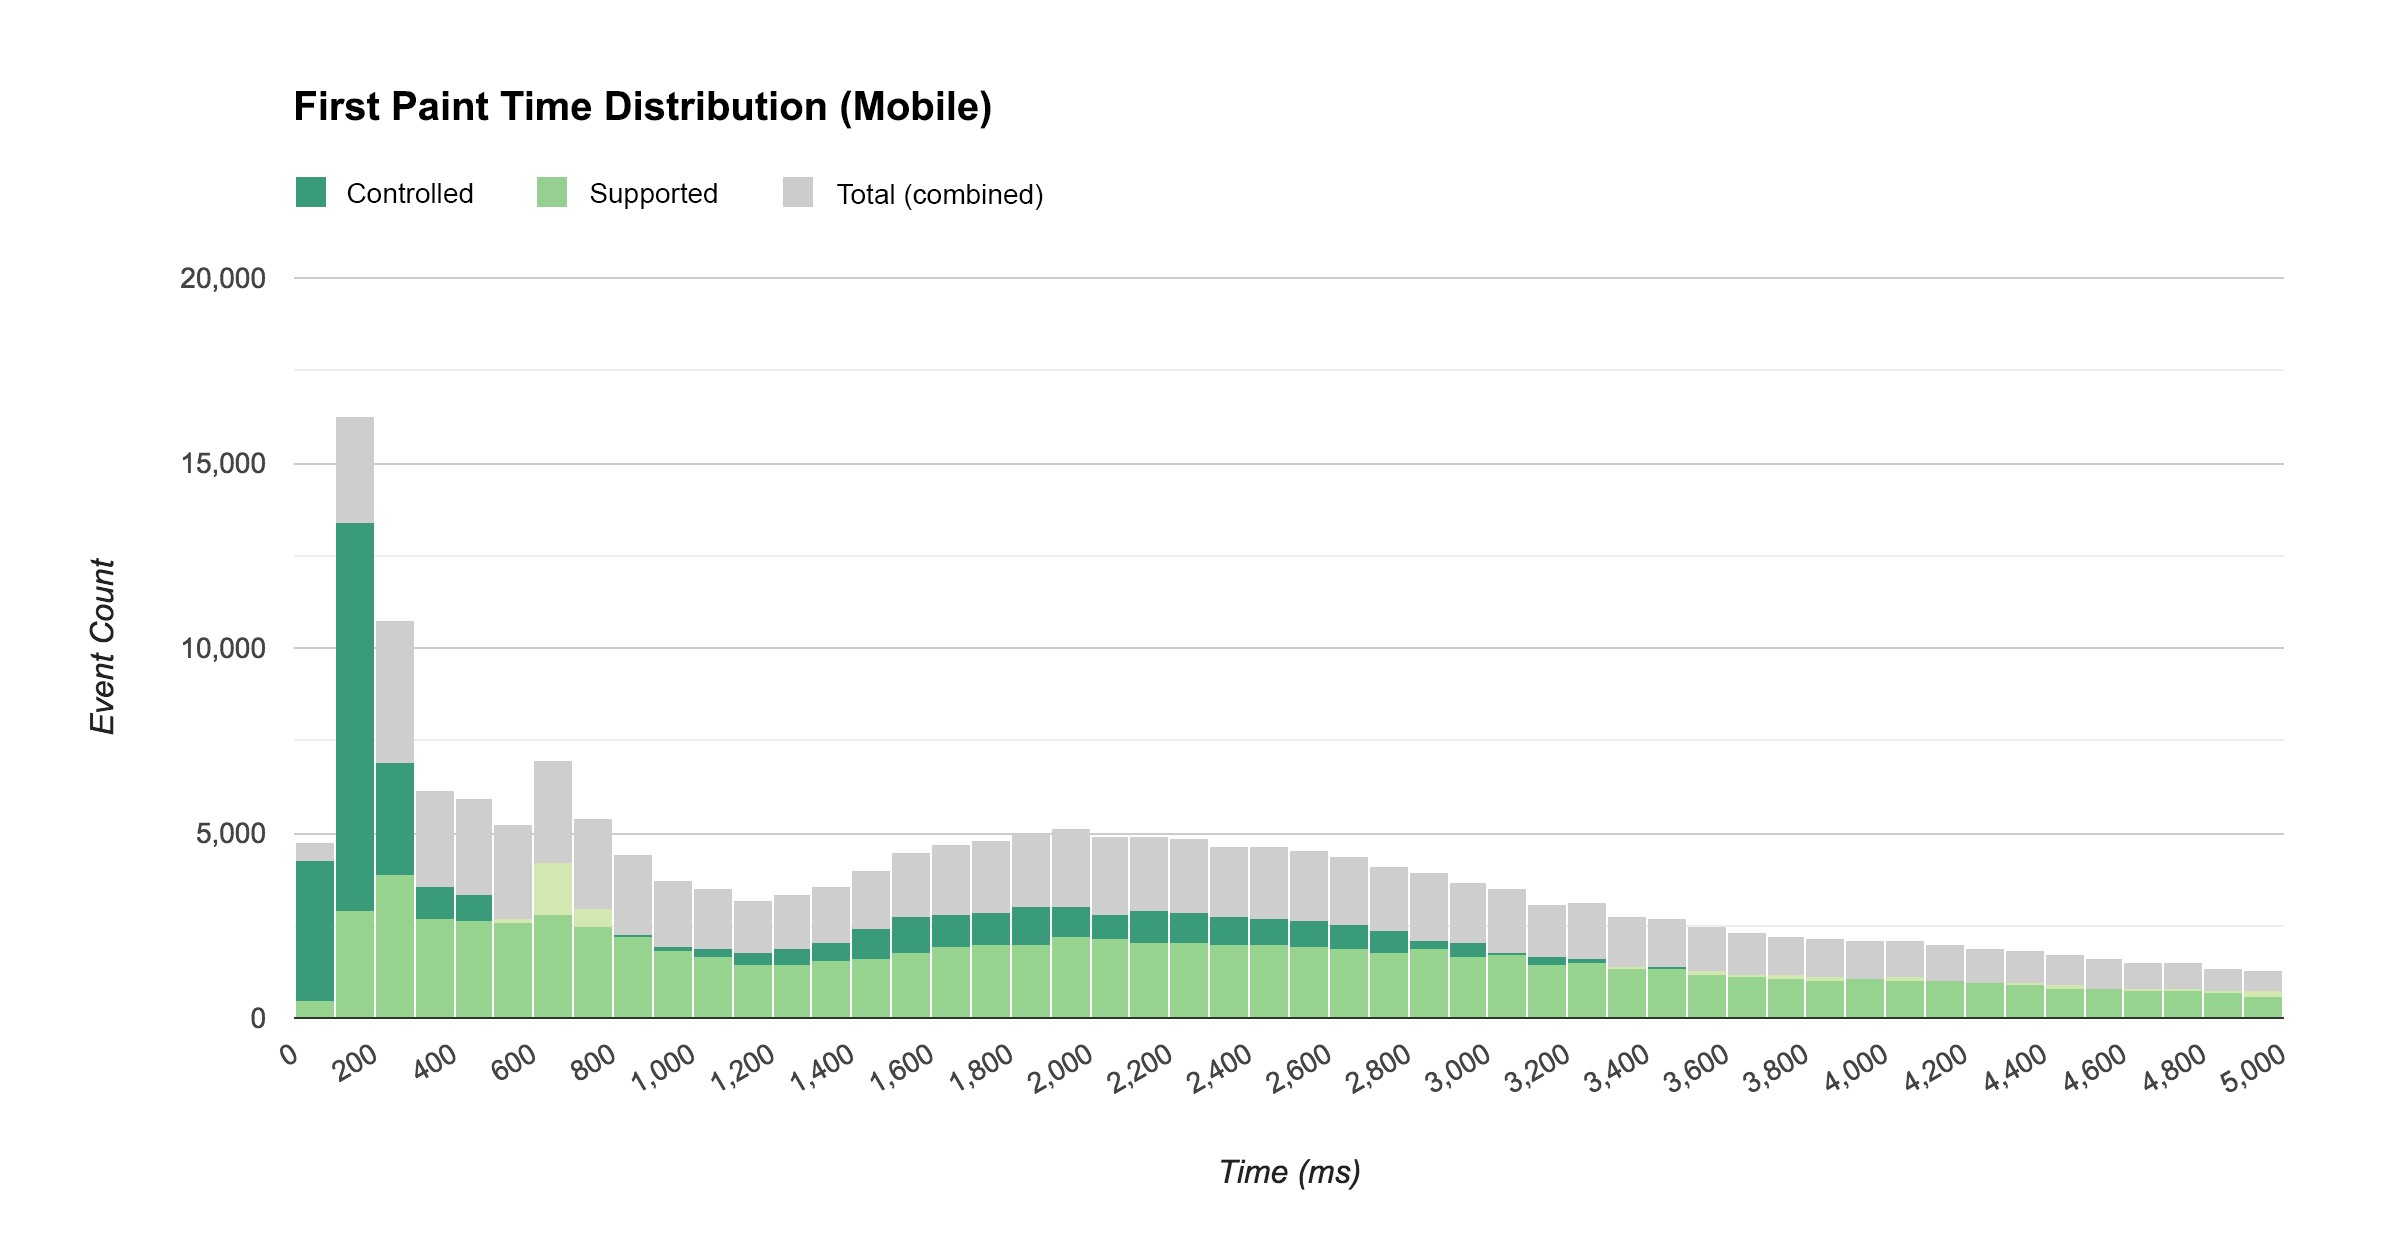 First Paint Time Distribution (Mobile)
Controlled Supported Total (combined)
20,000
15,000
10,000
5,000
0
Event Count
0 200 400 600 800 1,000 1,200 1,400 1,600 1,800 2,000 2,200 2,400 2,600 2,800 3,000 3,200 3,400 3,600 3,800 4,000 4,200 4,400 4,600 4,800 5,000
Time (ms)